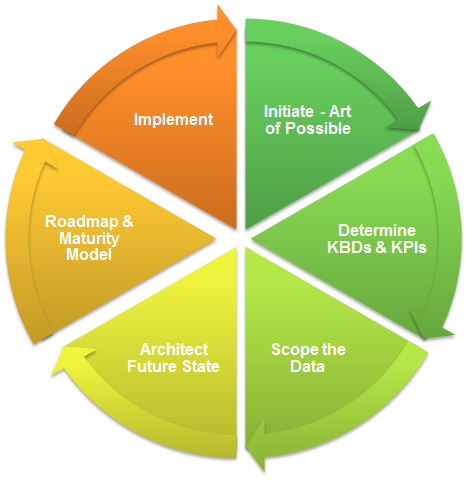 Initiate - Art
of Possible
Determine
KBDs & KPIs
Scope the
Data
Architect
Future State
Roadmap &
Maturity
Model
Implement